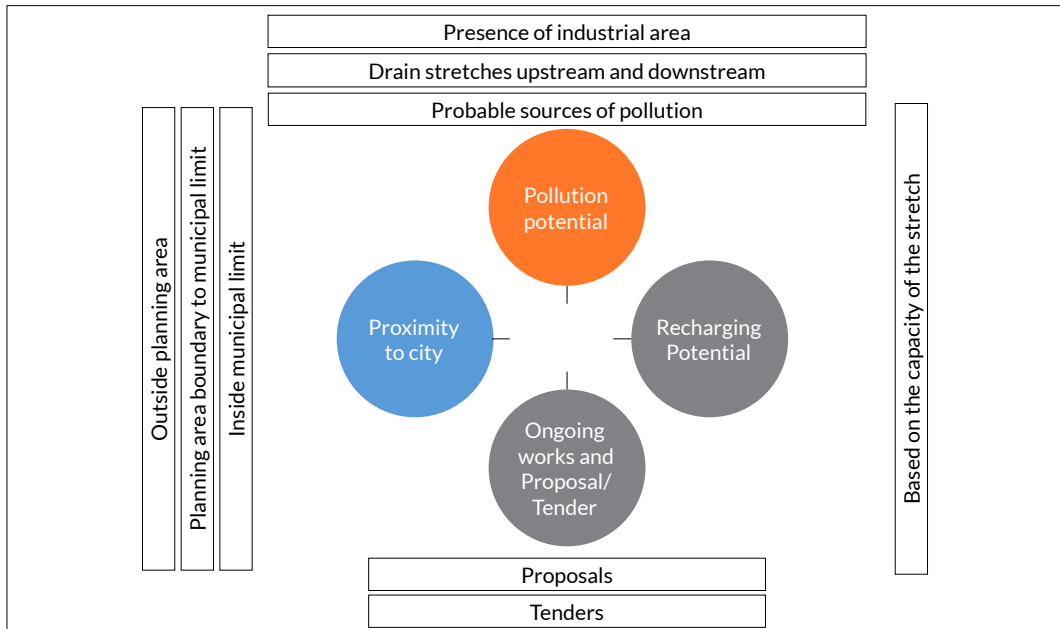 Presence of industrial area
Drain stretches upstream and downstream
Probable sources of pollution
Outside planning area
Planning area boundary to municipal limit
Inside municipal limit
Pollution
potential
Proximity
to city
Recharging
Potential
Ongoing
works and
Proposal/
Tender
Based on the capacity of the stretch
Proposals
Tenders